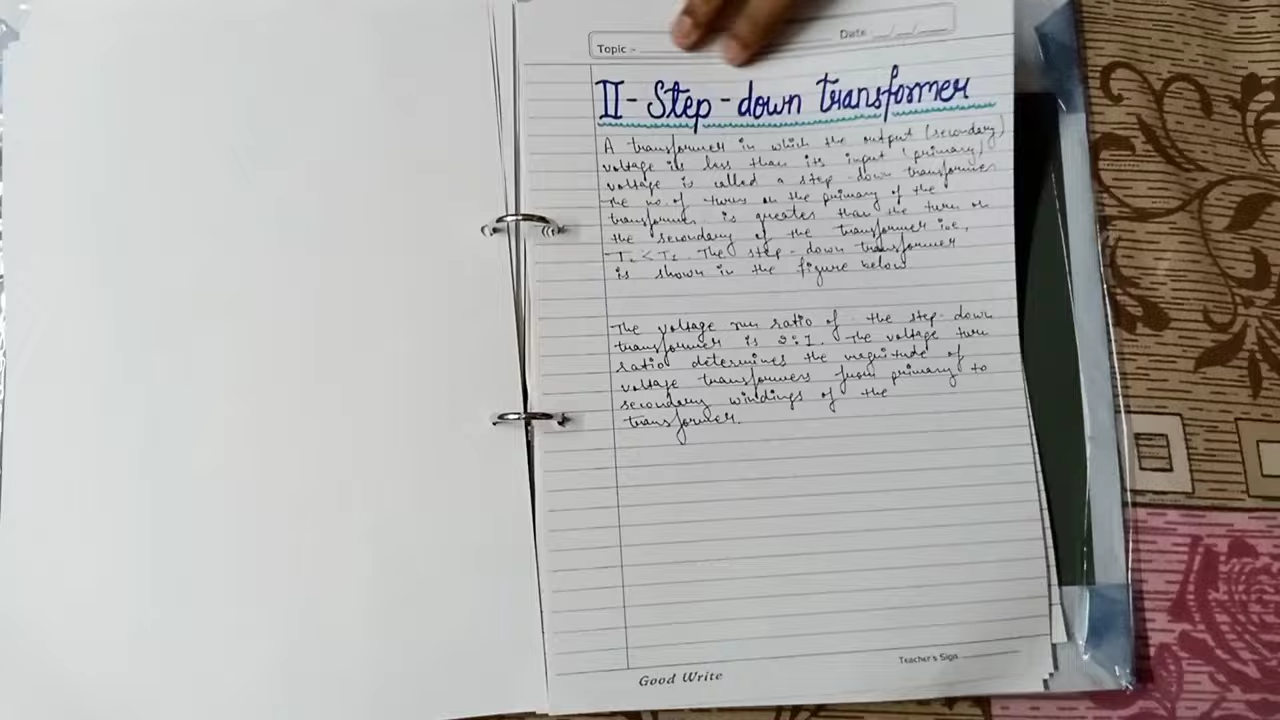 Topic :-
Date
II- Step-down transformer
A transformer in which the output (secondary)
voltage is less than its input (primary)
voltage is called a step-down transformer
the no. of turns on the primary of the
transformer is greater than the turn on
the secondary of the transformer i.e,
The step-down transformer
is shown in the figure below
The voltage ratio of the step-down
transformer is 2:1. The voltage turn
ratio determines the magnitude of
voltage transformers from primary to
secondary windings of the
transformer.
Teacher's Sign
Good Write